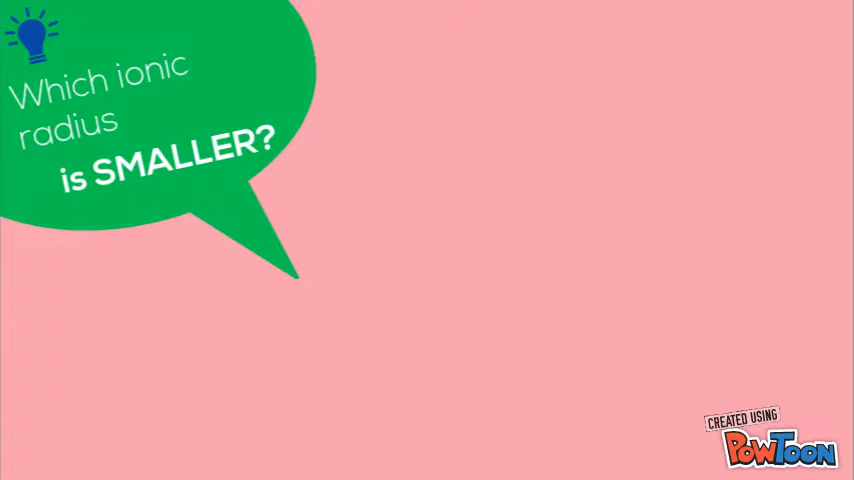 Which ionic
radius
is SMALLER?
CREATED USING
PowToon